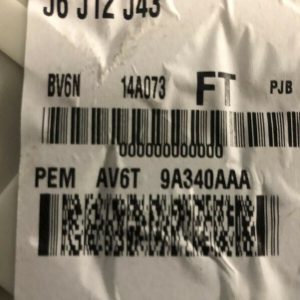 J6 J12 J43
BV6N 14A073 FT PJB
000000000000
PEM AV6T 9A340AAA